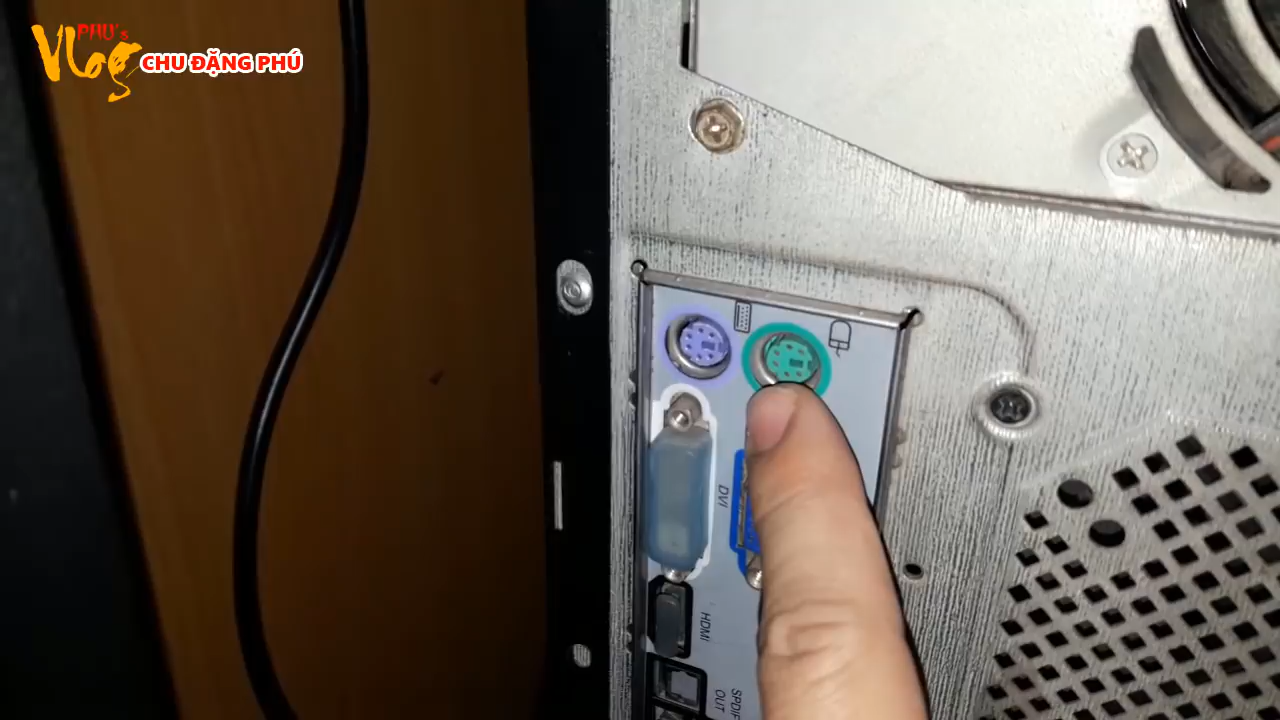 PHU's
Vlog
CHU ĐẶNG PHÚ
DVI
HDMI
SPDIF
OUT